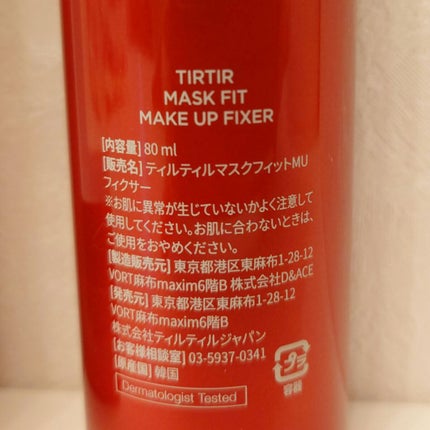 TIRTIR
MASK FIT
MAKE UP FIXER
[内容量] 80 ml
[販売名] ティルティルマスクフィットMU
フィクサー
※お肌に異常が生じていないかよく注意して
使用してください。お肌に合わないときは、
ご使用をおやめください。
[製造販売元] 東京都港区東麻布1-28-12
VORT麻布maxim6階B 株式会社D&ACE
[発売元] 東京都港区東麻布1-28-12
VORT麻布maxim6階B
株式会社ティルティルジャパン
[お客様相談室] 03-5937-0341
[原産国] 韓国
Dermatologist Tested
プラ
容器